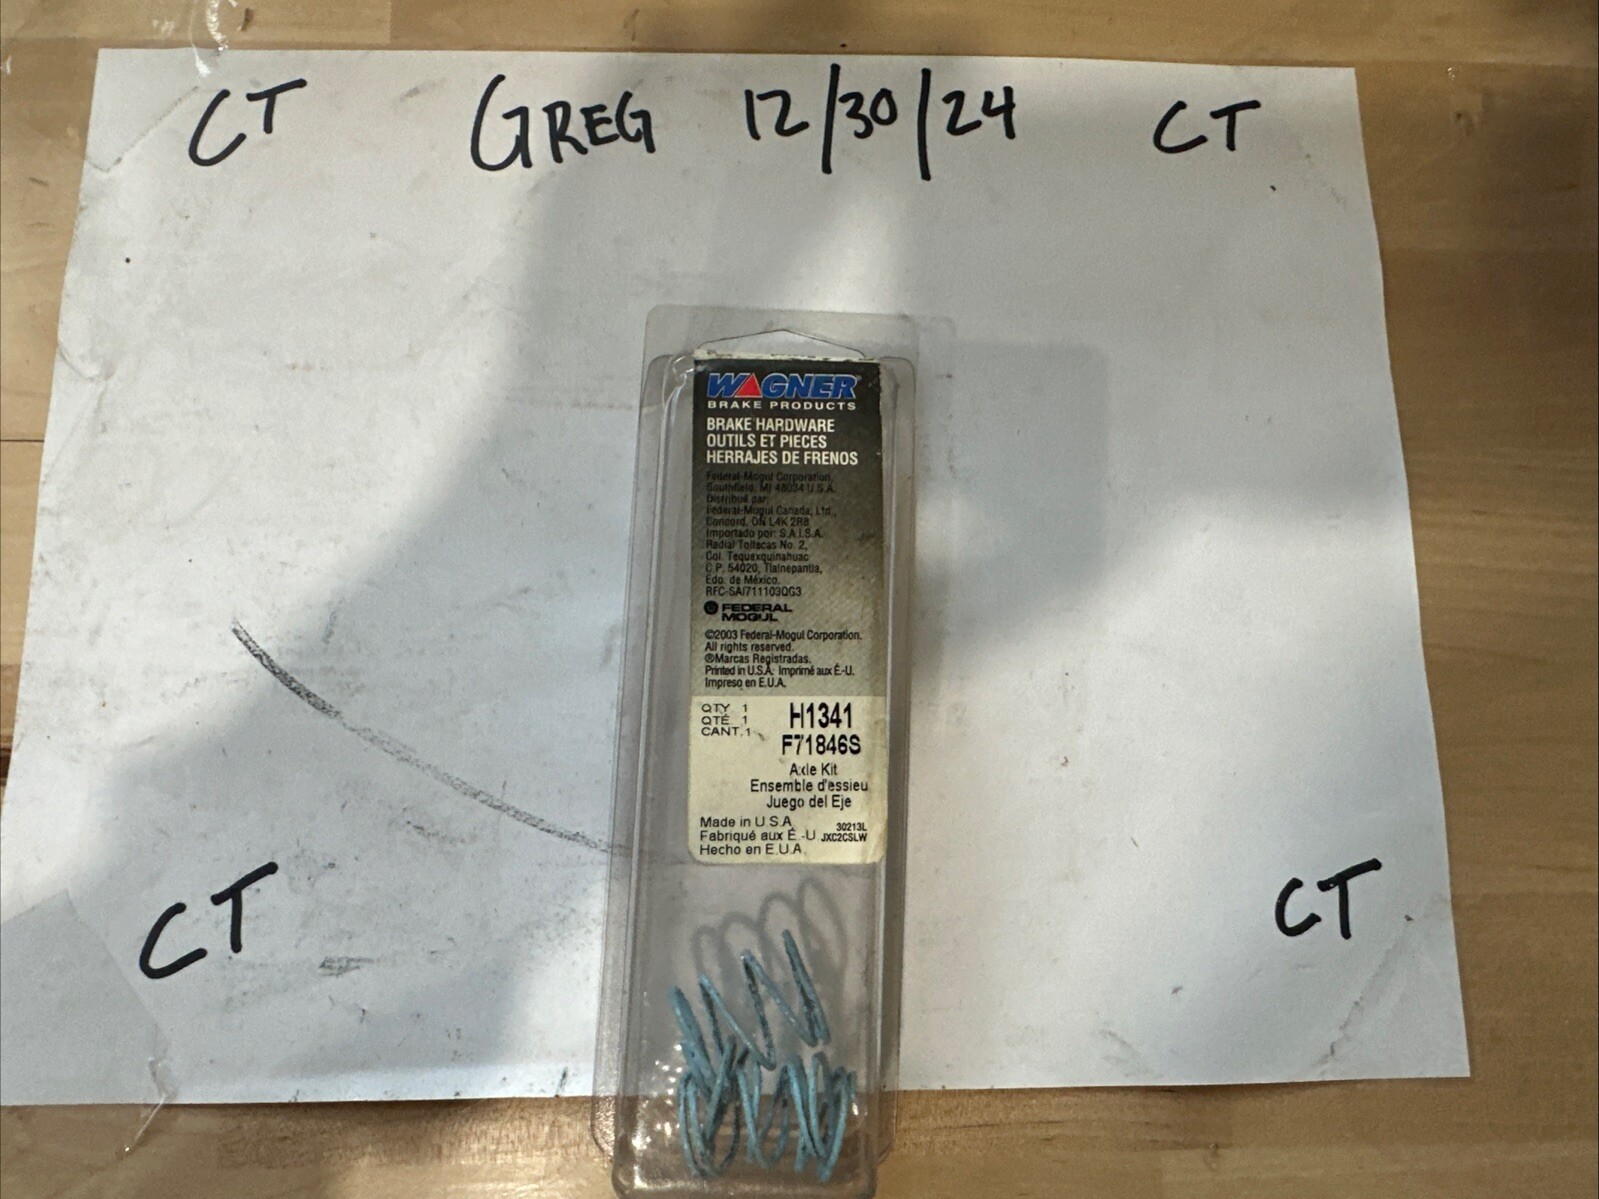 CT GREG 12/30/24 CT
WAGNER
BRAKE PRODUCTS
BRAKE HARDWARE
OUTILS ET PIECES
HERRAJES DE FRENOS
Federal-Mogul Corporation,
Southfield, MI 48034 U.S.A.
Distribué par:
Federal-Mogul Canada, Ltd.,
Concord, ON L4K 2R8
Importado por: S.A.I.S.A.
Radial Toltecas No. 2,
Col. Tequexquinahuac
C.P. 54020, Tlalnepantla,
Edo. de México.
RFC-SAI711103QG3
FEDERAL
MOGUL
©2003 Federal-Mogul Corporation.
All rights reserved.
®Marcas Registradas.
Printed in U.S.A. Imprimé aux É.-U.
Impreso en E.U.A.
QTY 1
QTÉ 1
CANT.1
H1341
F71846S
Axle Kit
Ensemble d'essieu
Juego del Eje
Made in U.S.A.
Fabriqué aux É.-U
Hecho en E.U.A.
30213L
JXC2CSLW
CT
CT